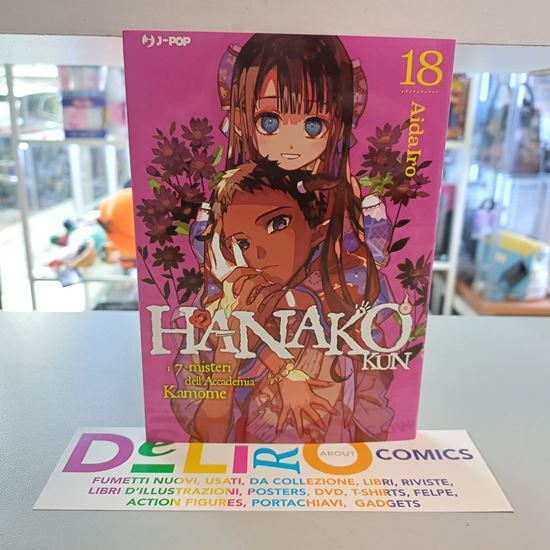 J-POP
18
AidaIro
HANAKO
KUN
i 7 misteri
dell'Accademia
Kamome
DeLiRO
ABOUT
COMICS
FUMETTI NUOVI, USATI, DA COLLEZIONE, LIBRI, RIVISTE,
LIBRI D'ILLUSTRAZIONI, POSTERS, DVD, T-SHIRTS, FELPE,
ACTION FIGURES, PORTACHIAVI, GADGETS